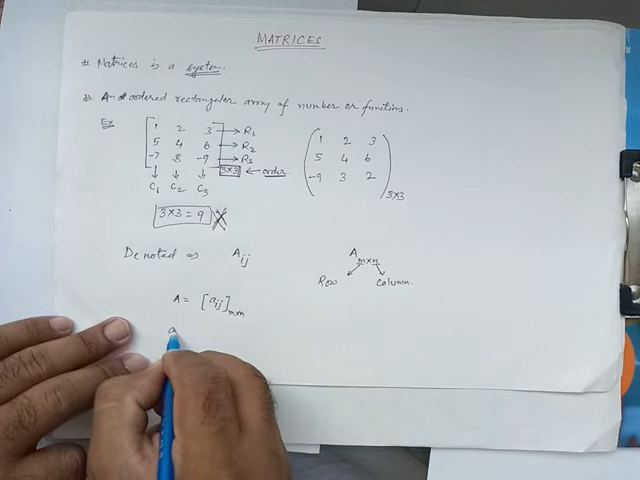 MATRICES
* Matrices is a system.
* An ordered rectangular array of number or functions.
Ex
1 2 3 → R1
5 4 6 → R2
-7 8 -9 → R3
3×3 ← order
↓ ↓ ↓
C1 C2 C3
1 2 3
5 4 6
-9 3 2
3×3
3×3 = 9
Denoted as Aij
Am×n
Row Column.
A = [aij]m×n
a